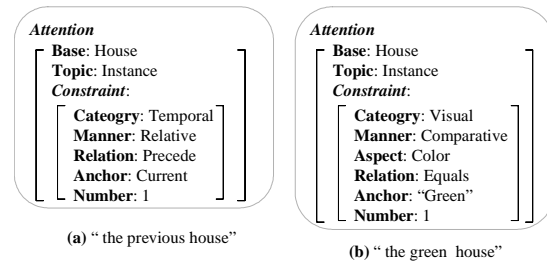 Attention
Base: House
Topic: Instance
Constraint:
Cateogry: Temporal
Manner: Relative
Relation: Precede
Anchor: Current
Number: 1
(a) “ the previous house”
Attention
Base: House
Topic: Instance
Constraint:
Cateogry: Visual
Manner: Comparative
Aspect: Color
Relation: Equals
Anchor: “Green”
Number: 1
(b) “ the green house”